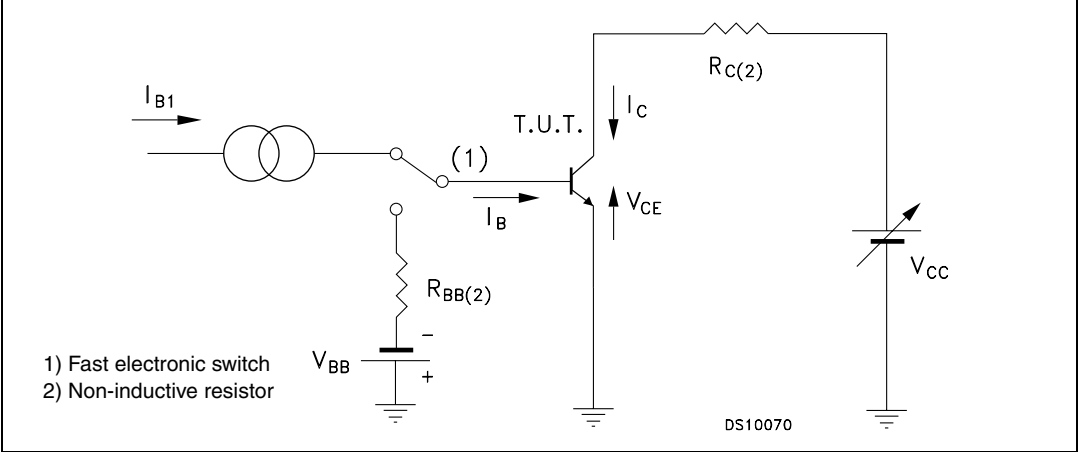 I_B1
T.U.T.
I_C
R_C(2)
(1)
I_B
V_CE
R_BB(2)
V_CC
V_BB
−
+
1) Fast electronic switch
2) Non-inductive resistor
DS10070